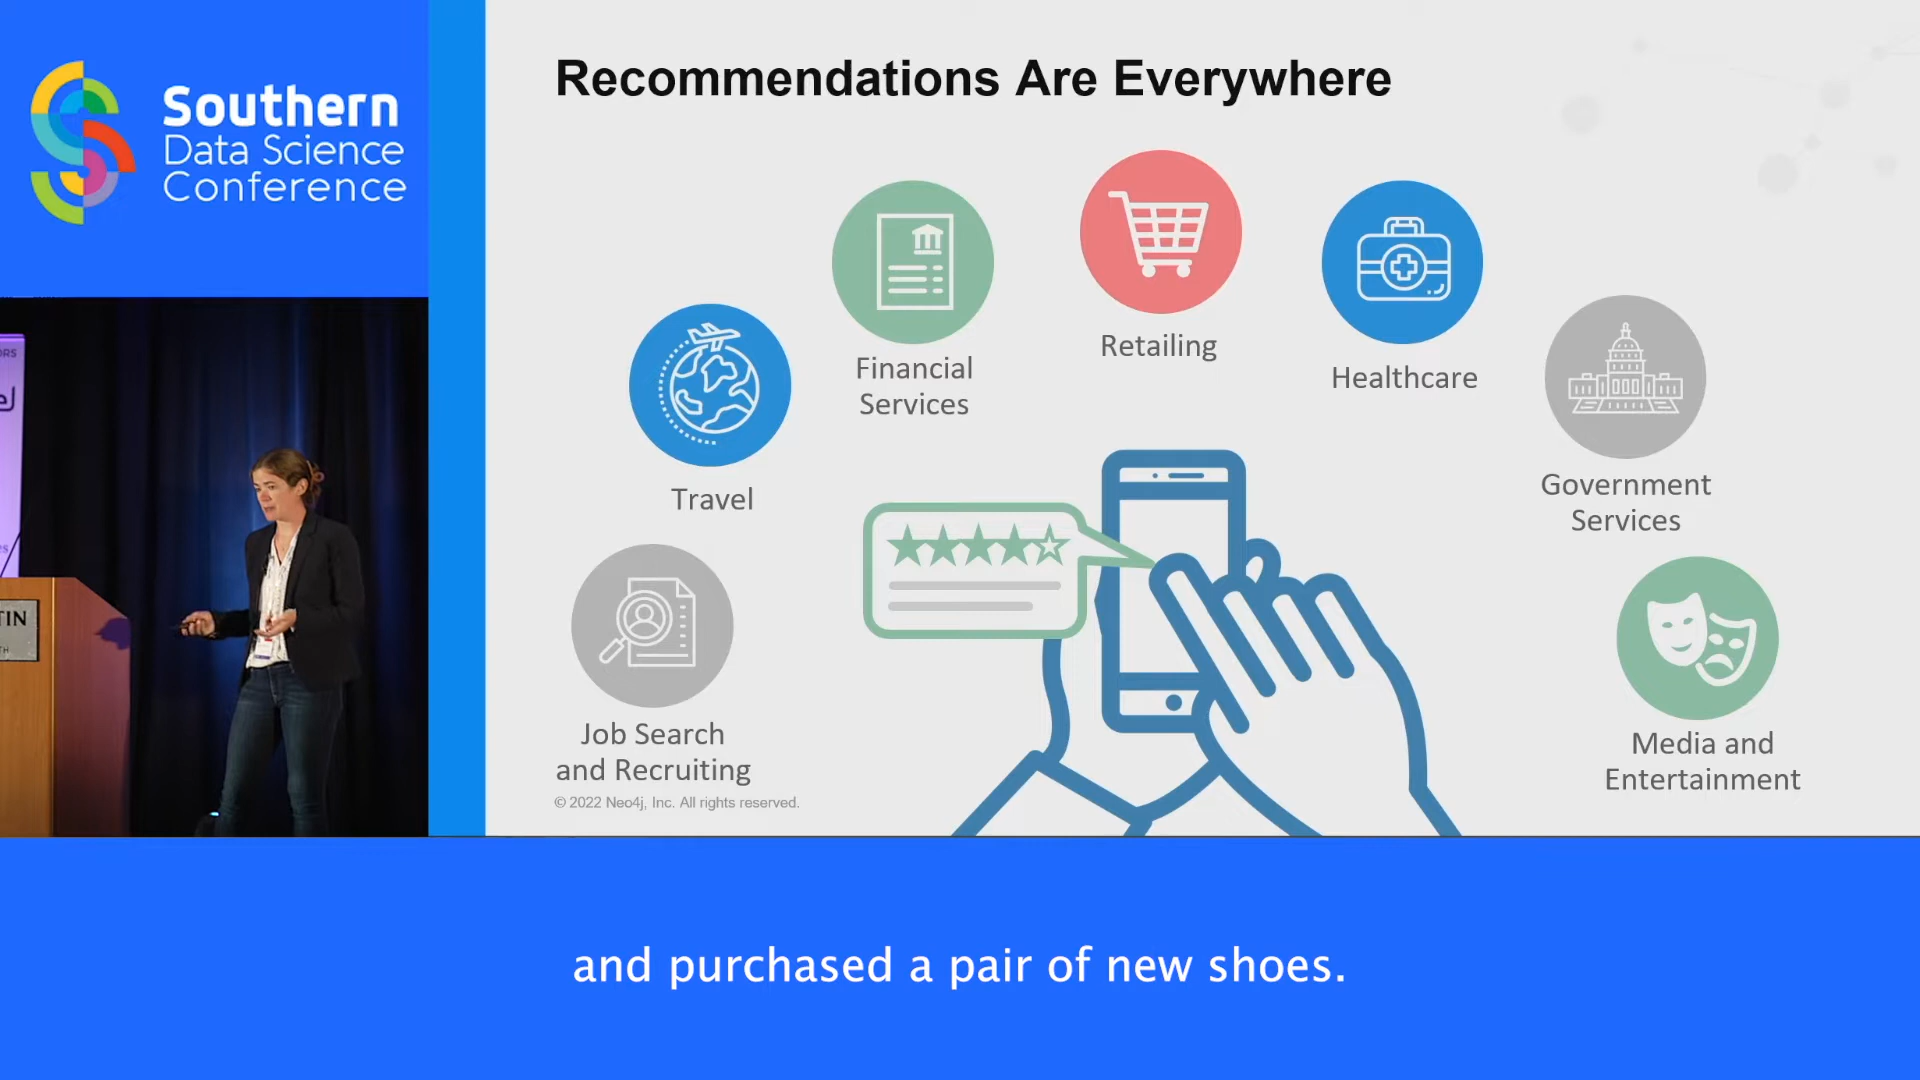 Southern
Data Science
Conference
Recommendations Are Everywhere
Retailing
Financial
Services
Healthcare
Travel
Government
Services
Job Search
and Recruiting
Media and
Entertainment
© 2022 Neo4j, Inc. All rights reserved.
TIN
and purchased a pair of new shoes.